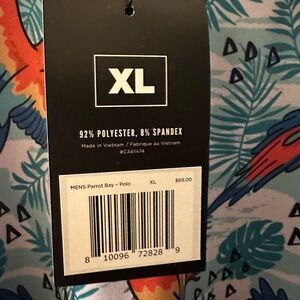 XL
92% POLYESTER, 8% SPANDEX
Made in Vietnam / Fabriqué au Vietnam
#CA61474
MENS Parrot Bay - Polo XL $69.00
8 10096 72828 9